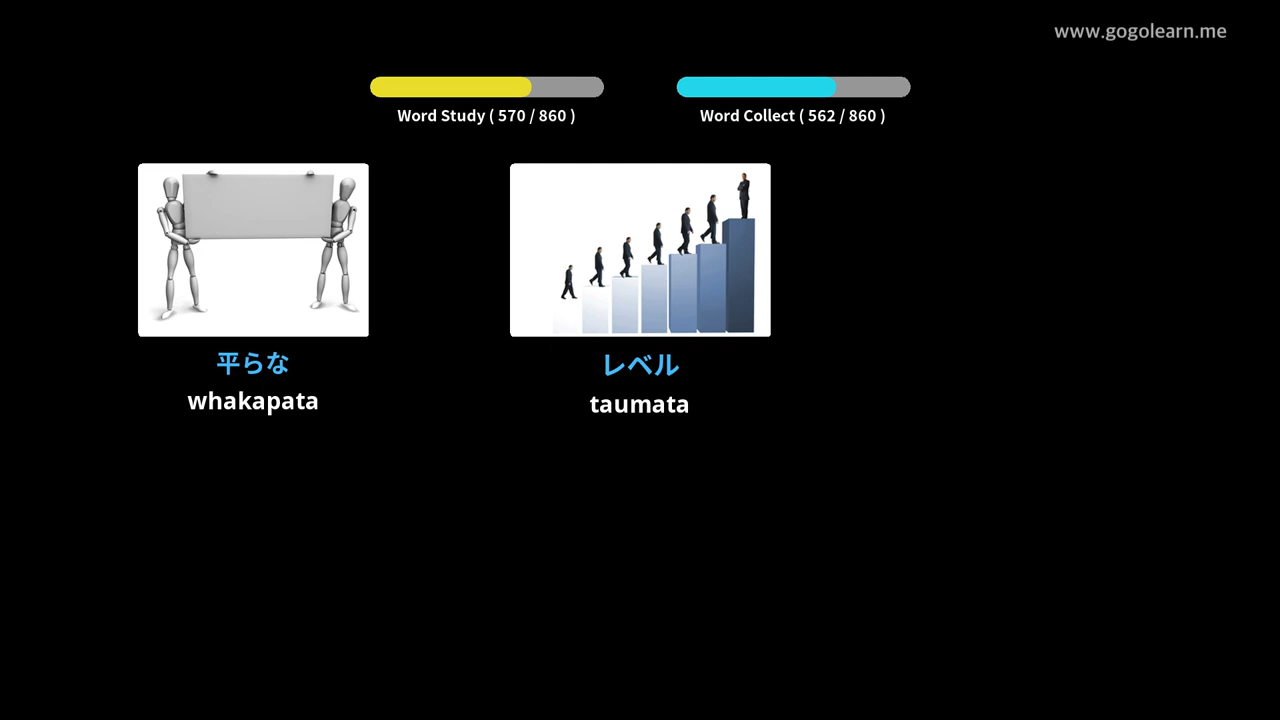 www.gogolearn.me
Word Study ( 570 / 860 )
Word Collect ( 562 / 860 )
平らな
whakapata
レベル
taumata